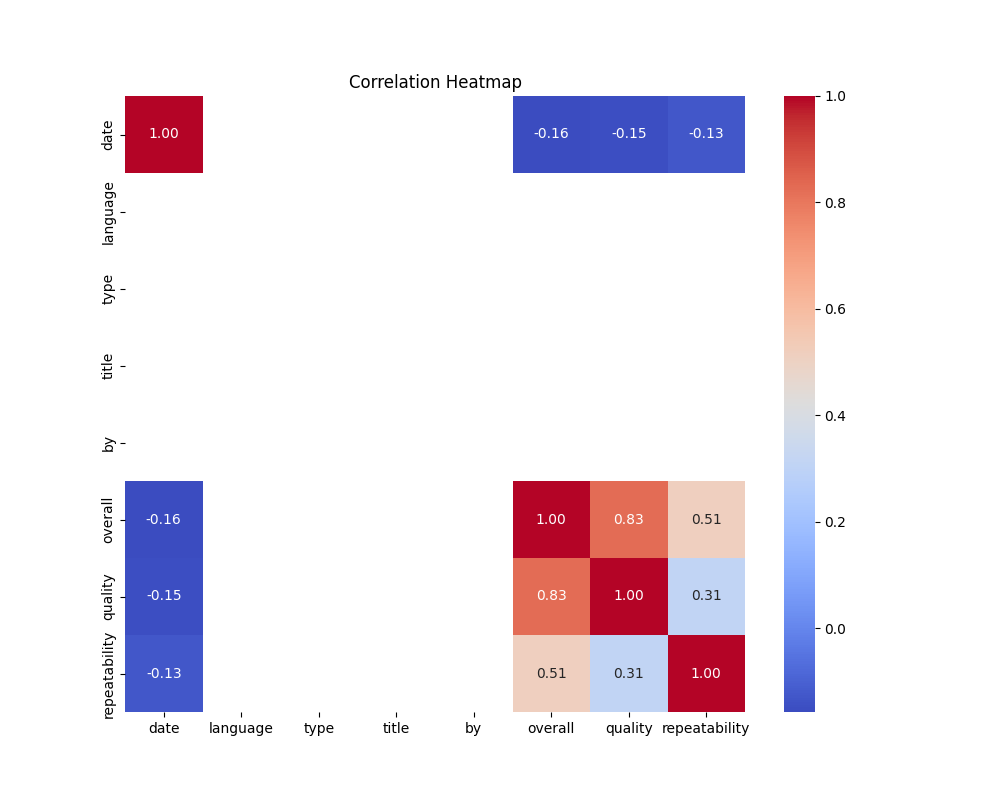 Correlation Heatmap
date 1.00 -0.16 -0.15 -0.13 1.0
language
type
title
by
overall -0.16 1.00 0.83 0.51
quality -0.15 0.83 1.00 0.31
repeatability -0.13 0.51 0.31 1.00
date language type title by overall quality repeatability
0.8
0.6
0.4
0.2
0.0